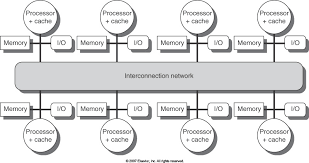 Processor
+ cache
Processor
+ cache
Processor
+ cache
Processor
+ cache
Memory
I/O
Memory
I/O
Memory
I/O
Memory
I/O
Interconnection network
Memory
I/O
Memory
I/O
Memory
I/O
Memory
I/O
Processor
+ cache
Processor
+ cache
Processor
+ cache
Processor
+ cache
© 2007 Elsevier, Inc. All rights reserved.